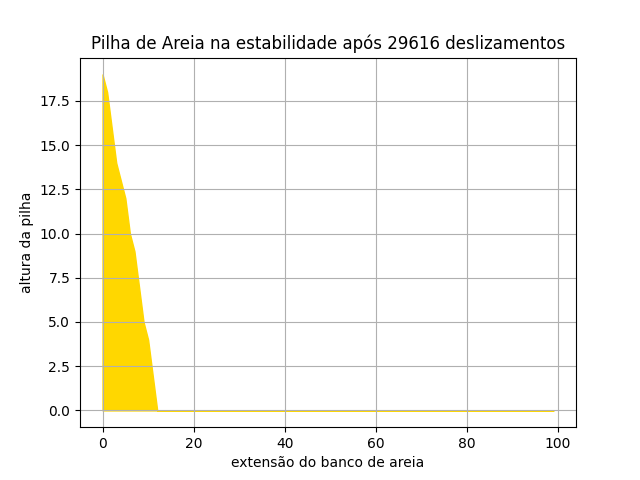 Pilha de Areia na estabilidade após 29616 deslizamentos
17.5
15.0
12.5
10.0
7.5
5.0
2.5
0.0
altura da pilha
0 20 40 60 80 100
extensão do banco de areia